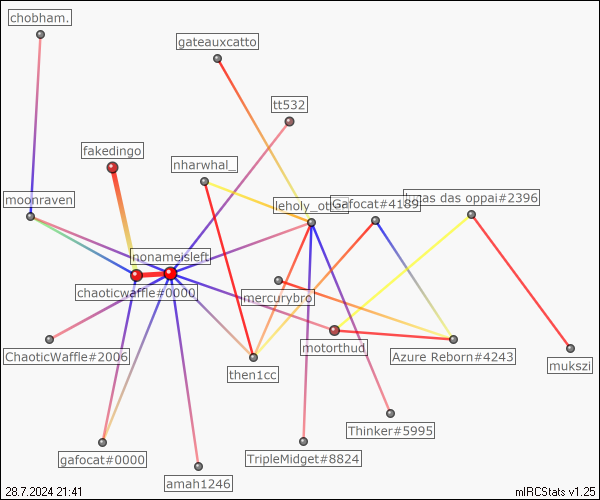 chobham.
gateauxcatto
tt532
fakedingo
nharwhal_
moonraven
Gafocat#4189
nonameisleft
chaoticwaffle#0000
mercurybro
motorthud
ChaoticWaffle#2006
Azure Reborn#4243
mukszi
then1cc
Thinker#5995
gafocat#0000
TripleMidget#8824
amah1246
28.7.2024 21:41
mIRCStats v1.25
das oppai#2396